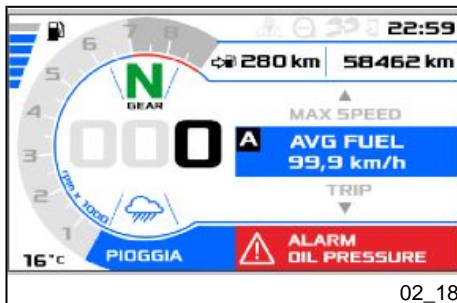 22:59
280 km 58462 km
8
7
6
5
4
3
2
1
rpm x 1000
N
GEAR
000
MAX SPEED
A AVG FUEL
99,9 km/h
TRIP
16°C
PIOGGIA
ALARM
OIL PRESSURE
02_18